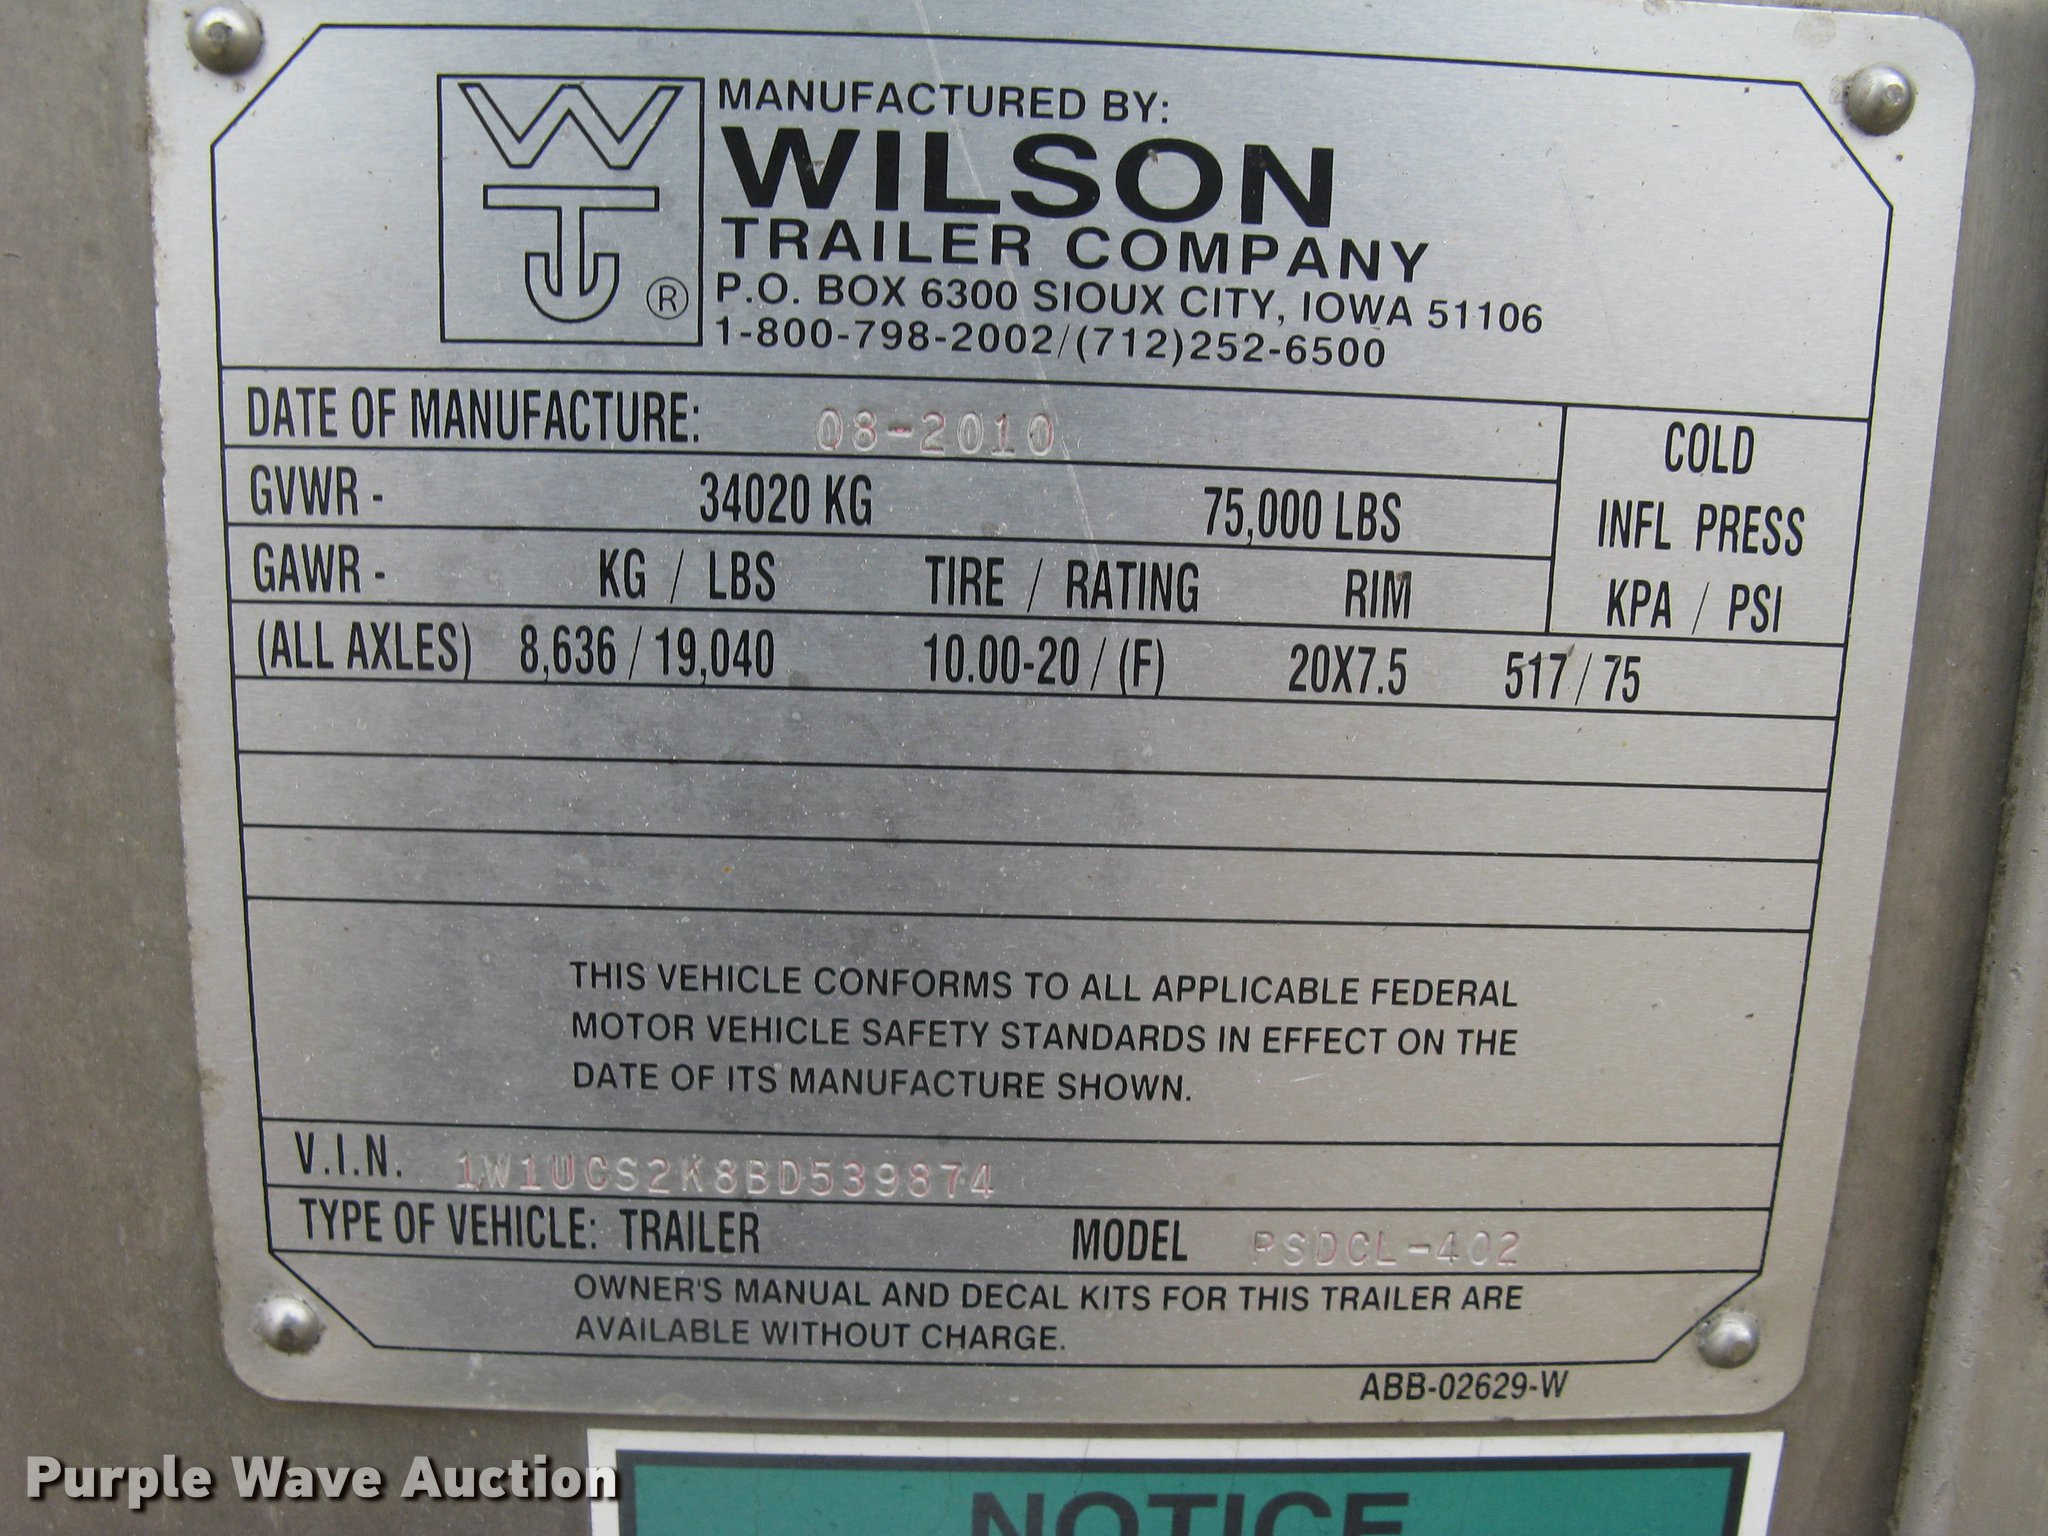 MANUFACTURED BY:
WILSON
TRAILER COMPANY
P.O. BOX 6300 SIOUX CITY, IOWA 51106
1-800-798-2002/(712)252-6500
WTJ ®
DATE OF MANUFACTURE: 08-2010
COLD
INFL PRESS
KPA / PSI
GVWR - 34020 KG 75,000 LBS
GAWR - KG / LBS TIRE / RATING RIM
(ALL AXLES) 8,636 / 19,040 10.00-20 / (F) 20X7.5 517 / 75
THIS VEHICLE CONFORMS TO ALL APPLICABLE FEDERAL
MOTOR VEHICLE SAFETY STANDARDS IN EFFECT ON THE
DATE OF ITS MANUFACTURE SHOWN.
V.I.N. 1W1UCS2K8BD539874
TYPE OF VEHICLE: TRAILER MODEL PSDCL-402
OWNER'S MANUAL AND DECAL KITS FOR THIS TRAILER ARE
AVAILABLE WITHOUT CHARGE.
ABB-02629-W
NOTICE
Purple Wave Auction